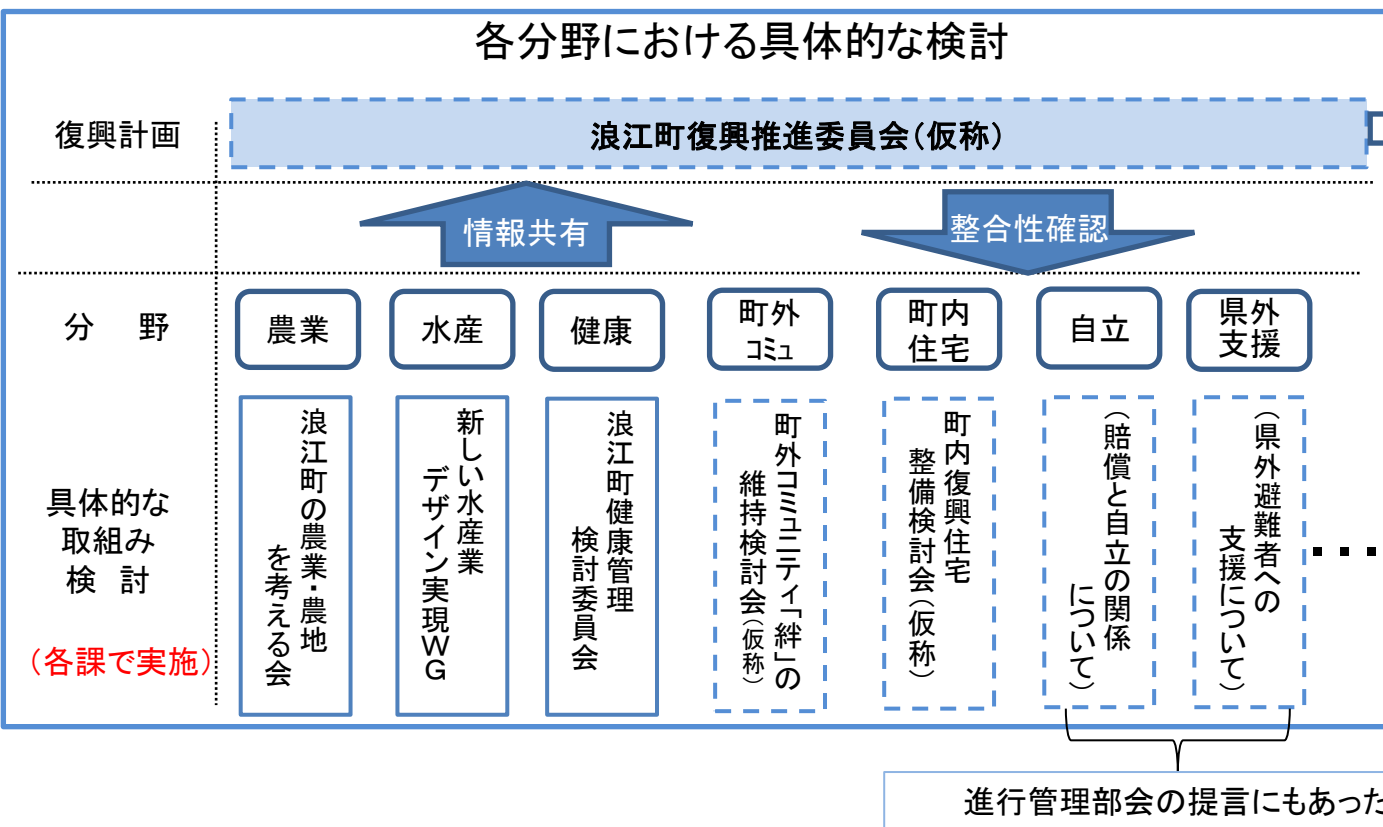 各分野における具体的な検討
復興計画
浪江町復興推進委員会(仮称)
情報共有
整合性確認
分 野
農業
水産
健康
町外
コミュ
町内
住宅
自立
県外
支援
具体的な
取組み
検 討
(各課で実施)
浪江町の農業・農地
を考える会
新しい水産業
デザイン実現WG
浪江町健康管理
検討委員会
町外コミュニティ「絆」の
維持検討会(仮称)
町内復興住宅
整備検討会(仮称)
(賠償と自立の関係
について)
(県外避難者への
支援について)
・・・・
進行管理部会の提言にもあった